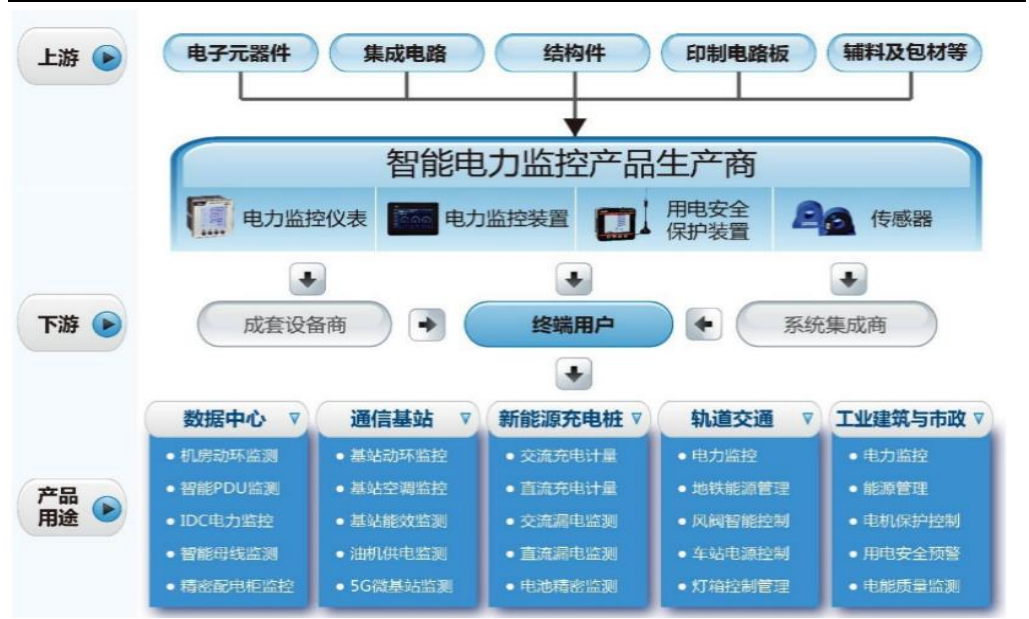 上游
电子元器件
集成电路
结构件
印制电路板
辅料及包材等
智能电力监控产品生产商
电力监控仪表
电力监控装置
用电安全
保护装置
传感器
下游
成套设备商
终端用户
系统集成商
产品
用途
数据中心
机房动环监测
智能PDU监测
IDC电力监控
智能母线监测
精密配电柜监控
通信基站
基站动环监控
基站空调监控
基站能效监测
油机供电监测
5G微基站监测
新能源充电桩
交流充电计量
直流充电计量
交流漏电监测
直流漏电监测
电池精密监测
轨道交通
电力监控
地铁能源管理
风阀智能控制
车站电源控制
灯箱控制管理
工业建筑与市政
电力监控
能源管理
电机保护控制
用电安全预警
电能质量监测